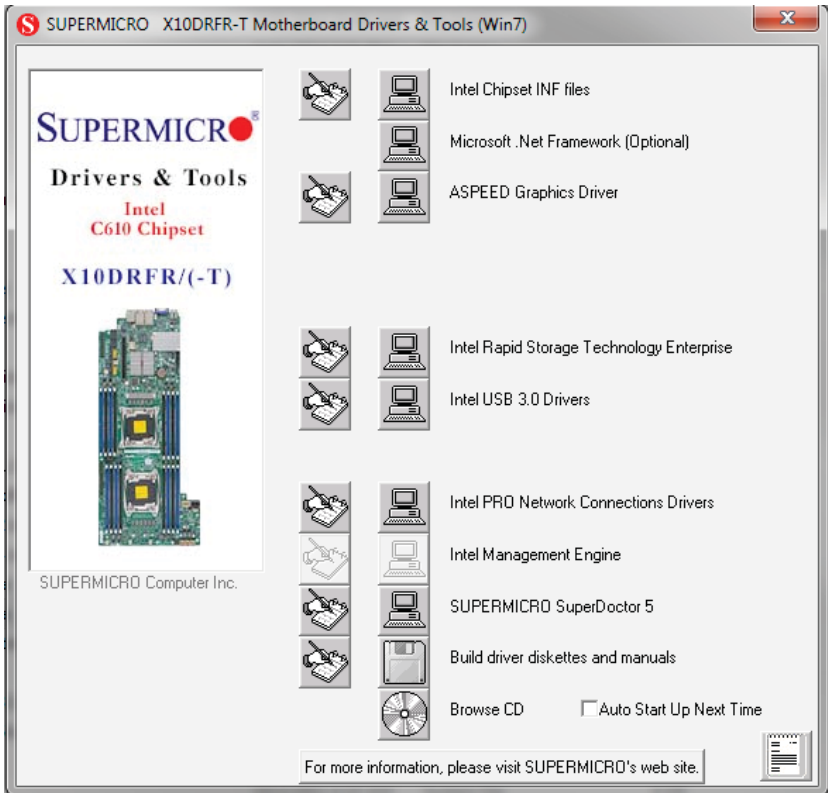 SUPERMICRO X10DRFR-T Motherboard Drivers & Tools (Win7)
SUPERMICRO®
Drivers & Tools
Intel
C610 Chipset
X10DRFR/(-T)
SUPERMICRO Computer Inc.
Intel Chipset INF files
Microsoft .Net Framework (Optional)
ASPEED Graphics Driver
Intel Rapid Storage Technology Enterprise
Intel USB 3.0 Drivers
Intel PRO Network Connections Drivers
Intel Management Engine
SUPERMICRO SuperDoctor 5
Build driver diskettes and manuals
Browse CD
Auto Start Up Next Time
For more information, please visit SUPERMICRO's web site.